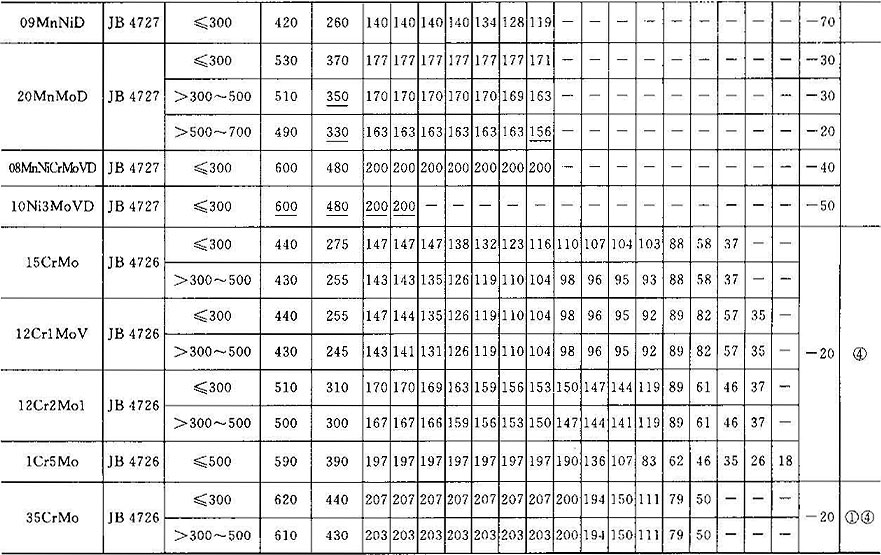 09MnNiD JB 4727 ≤300 420 260 140 140 140 140 134 128 119 — — — — — — — — — −70
≤300 530 370 177 177 177 177 177 177 171 — — — — — — — — — −30
20MnMoD JB 4727 >300~500 510 350 170 170 170 170 170 169 163 — — — — — — — — — −30
>500~700 490 330 163 163 163 163 163 163 156 — — — — — — — — — −20
08MnNiCrMoVD JB 4727 ≤300 600 480 200 200 200 200 200 200 200 — — — — — — — — — −40
10Ni3MoVD JB 4727 ≤300 600 480 200 200 — — — — — — — — — — — — — — −50
15CrMo JB 4726 ≤300 440 275 147 147 147 138 132 123 116 110 107 104 103 88 58 37 — —
>300~500 430 255 143 143 135 126 119 110 104 98 96 95 93 88 58 37 — —
12Cr1MoV JB 4726 ≤300 440 255 147 144 135 126 119 110 104 98 96 95 92 89 82 57 35 —
>300~500 430 245 143 141 131 126 119 110 104 98 96 95 92 89 82 57 35 — −20 ④
12Cr2Mo1 JB 4726 ≤300 510 310 170 170 169 163 159 156 153 150 147 144 119 89 61 46 37 —
>300~500 500 300 167 167 166 159 156 153 150 147 144 141 119 89 61 46 37 —
1Cr5Mo JB 4726 ≤500 590 390 197 197 197 197 197 197 197 190 136 107 83 62 46 35 26 18
35CrMo JB 4726 ≤300 620 440 207 207 207 207 207 207 207 200 194 150 111 79 50 — — — −20 ①④
>300~500 610 430 203 203 203 203 203 203 203 200 194 150 111 79 50 — — —